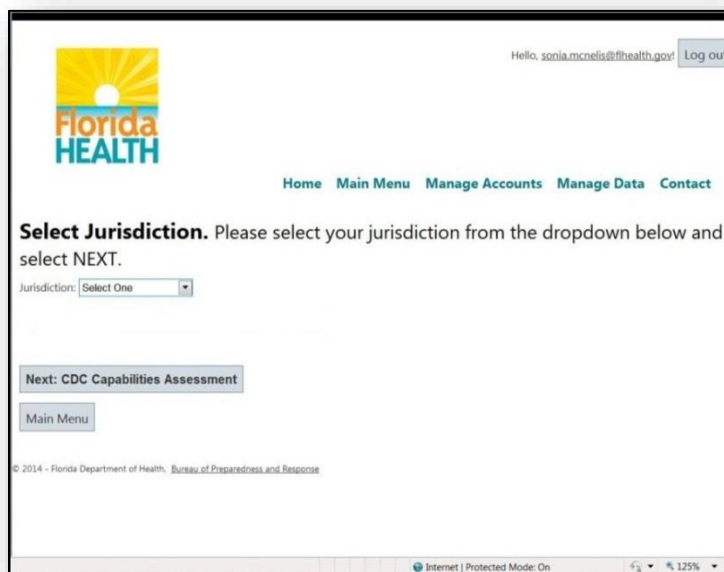 Hello, sonia.mcnelis@flhealth.gov! Log out
Florida
HEALTH
Home Main Menu Manage Accounts Manage Data Contact
Select Jurisdiction. Please select your jurisdiction from the dropdown below and
select NEXT.
Jurisdiction: Select One
Next: CDC Capabilities Assessment
Main Menu
© 2014 - Florida Department of Health, Bureau of Preparedness and Response
Internet | Protected Mode: On 125%